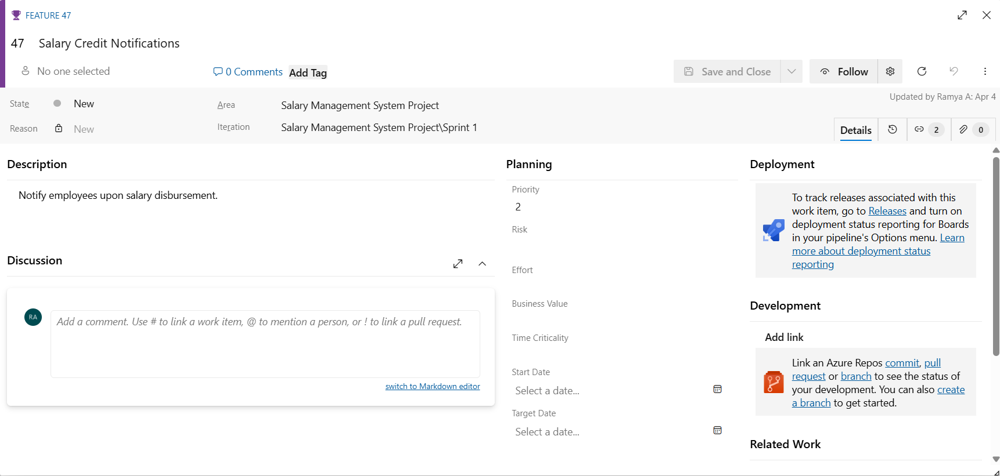 FEATURE 47
47 Salary Credit Notifications
No one selected
0 Comments
Add Tag
Save and Close
Follow
State
New
Area
Salary Management System Project
Updated by Ramya A: Apr 4
Reason
New
Iteration
Salary Management System Project\Sprint 1
Details
2
0
Description
Notify employees upon salary disbursement.
Discussion
RA
Add a comment. Use # to link a work item, @ to mention a person, or ! to link a pull request.
switch to Markdown editor
Planning
Priority
2
Risk
Effort
Business Value
Time Criticality
Start Date
Select a date...
Target Date
Select a date...
Deployment
To track releases associated with this
work item, go to Releases and turn on
deployment status reporting for Boards
in your pipeline's Options menu. Learn
more about deployment status
reporting
Development
Add link
Link an Azure Repos commit, pull
request or branch to see the status of
your development. You can also create
a branch to get started.
Related Work